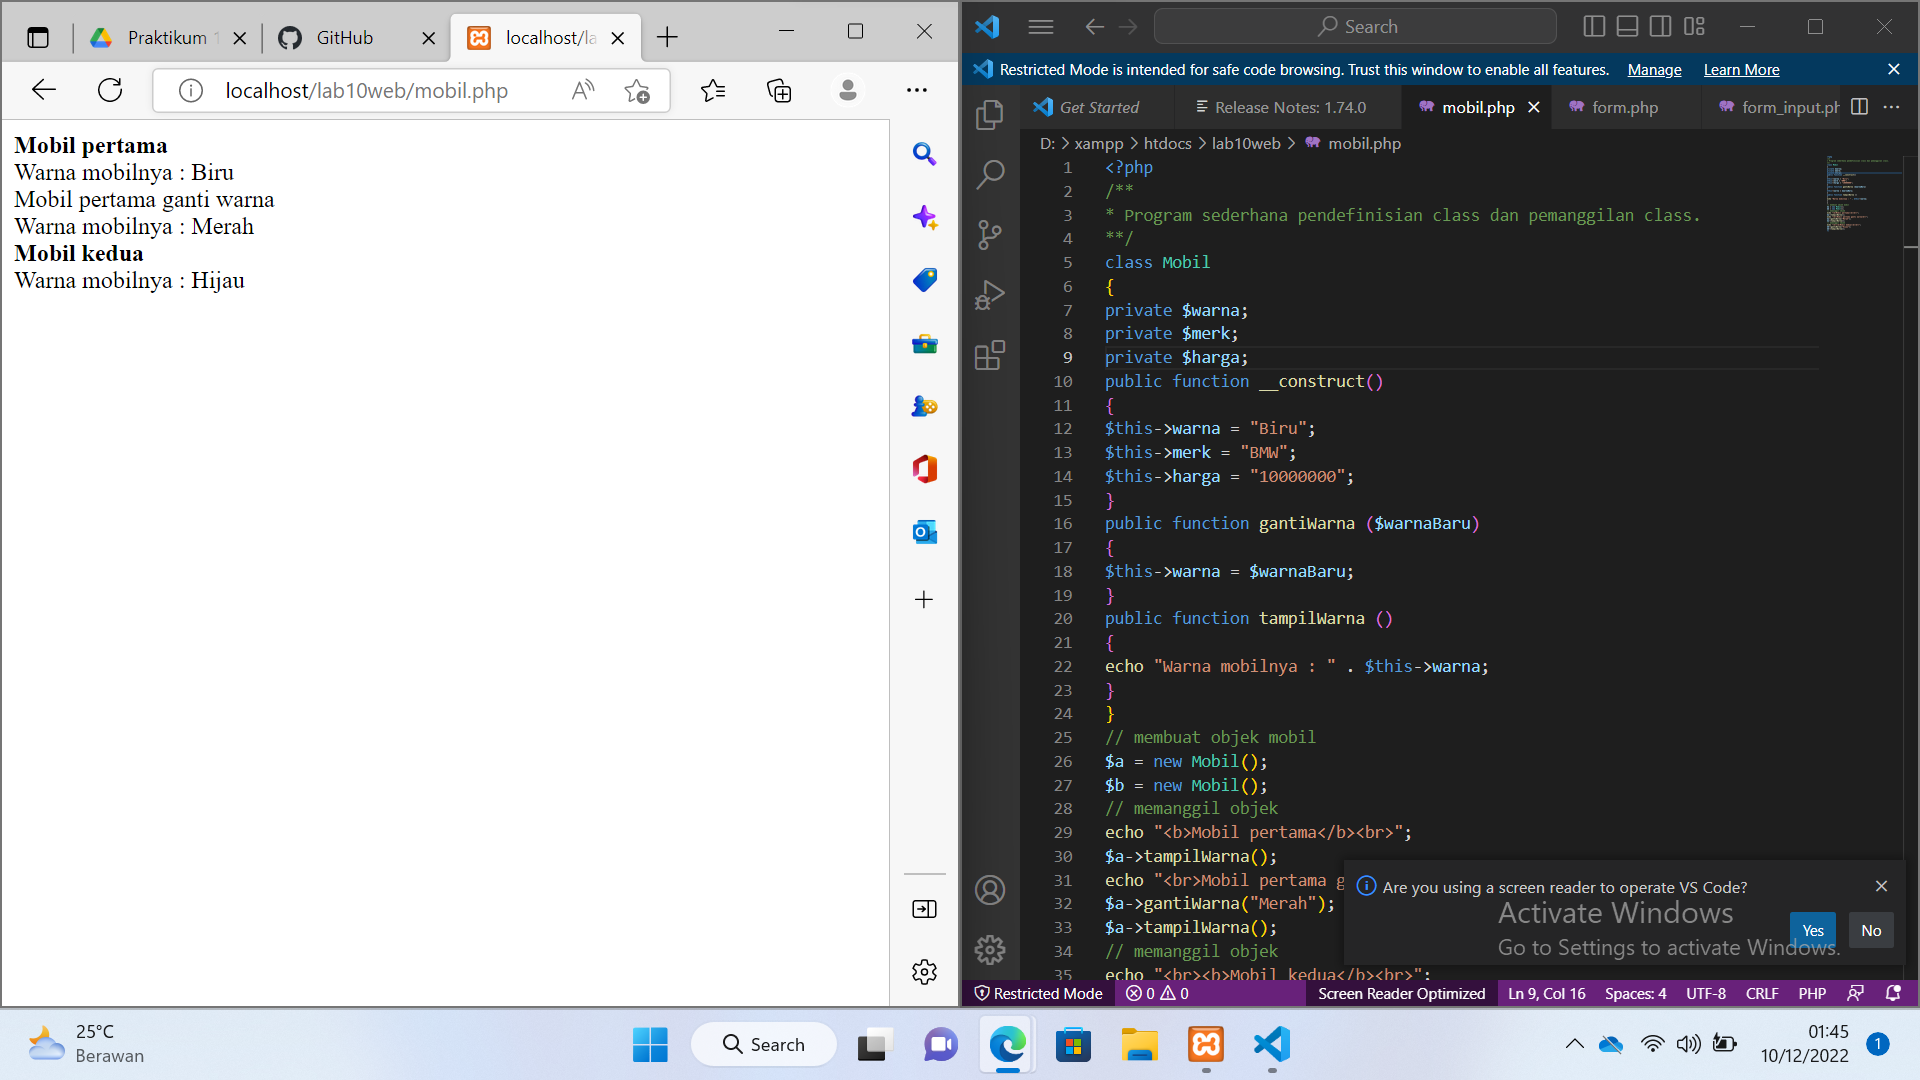 Praktikum 1
GitHub
localhost/la
localhost/lab10web/mobil.php
Mobil pertama
Warna mobilnya : Biru
Mobil pertama ganti warna
Warna mobilnya : Merah
Mobil kedua
Warna mobilnya : Hijau
Search
Restricted Mode is intended for safe code browsing. Trust this window to enable all features. Manage Learn More
Get Started
Release Notes: 1.74.0
mobil.php
form.php
form_input.ph
D: > xampp > htdocs > lab10web > mobil.php
1 <?php
2 /**
3 * Program sederhana pendefinisian class dan pemanggilan class.
4 **/
5 class Mobil
6 {
7 private $warna;
8 private $merk;
9 private $harga;
10 public function __construct()
11 {
12 $this->warna = "Biru";
13 $this->merk = "BMW";
14 $this->harga = "10000000";
15 }
16 public function gantiWarna ($warnaBaru)
17 {
18 $this->warna = $warnaBaru;
19 }
20 public function tampilWarna ()
21 {
22 echo "Warna mobilnya : " . $this->warna;
23 }
24 }
25 // membuat objek mobil
26 $a = new Mobil();
27 $b = new Mobil();
28 // memanggil objek
29 echo "<b>Mobil pertama</b><br>";
30 $a->tampilWarna();
31 echo "<br>Mobil pertama g
32 $a->gantiWarna("Merah");
33 $a->tampilWarna();
34 // memanggil objek
35 echo "<br><b>Mobil kedua</b><br>";
Are you using a screen reader to operate VS Code?
Yes
No
Activate Windows
Go to Settings to activate Windows.
Restricted Mode
0 0
Screen Reader Optimized
Ln 9, Col 16
Spaces: 4
UTF-8
CRLF
PHP
25°C
Berawan
Search
01:45
10/12/2022
1